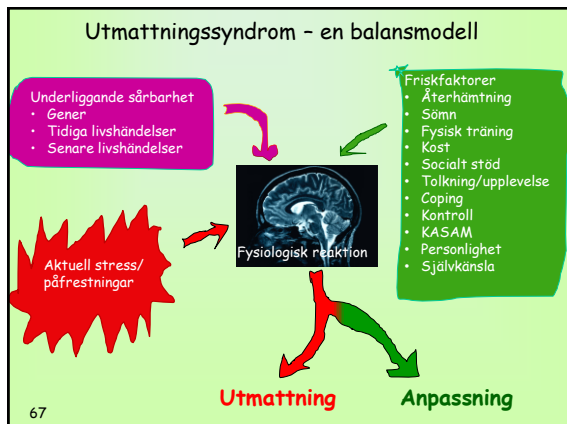 Utmattningssyndrom – en balansmodell
Underliggande sårbarhet
• Gener
• Tidiga livshändelser
• Senare livshändelser
Friskfaktorer
• Återhämtning
• Sömn
• Fysisk träning
• Kost
• Socialt stöd
• Tolkning/upplevelse
• Coping
• Kontroll
• KASAM
• Personlighet
• Självkänsla
Fysiologisk reaktion
Aktuell stress/
påfrestningar
Utmattning
Anpassning
67